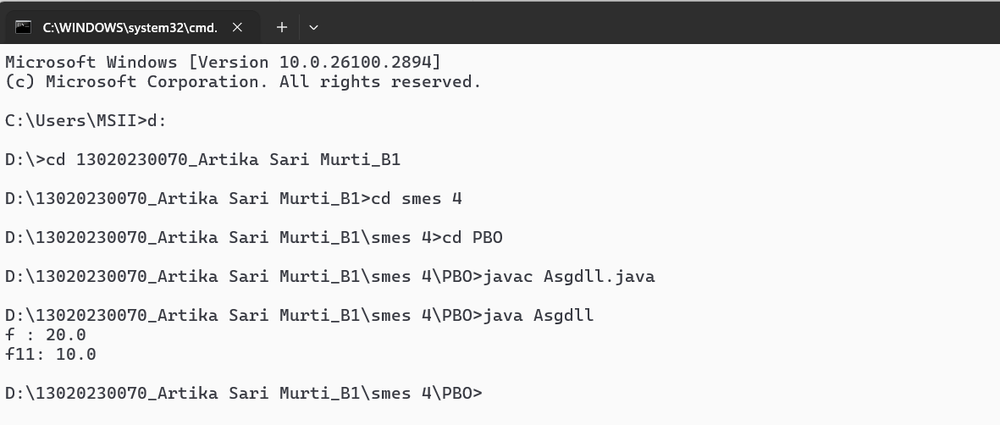 C:\WINDOWS\system32\cmd.
Microsoft Windows [Version 10.0.26100.2894]
(c) Microsoft Corporation. All rights reserved.
C:\Users\MSII>d:
D:\>cd 13020230070_Artika Sari Murti_B1
D:\13020230070_Artika Sari Murti_B1>cd smes 4
D:\13020230070_Artika Sari Murti_B1\smes 4>cd PBO
D:\13020230070_Artika Sari Murti_B1\smes 4\PBO>javac Asgdll.java
D:\13020230070_Artika Sari Murti_B1\smes 4\PBO>java Asgdll
f : 20.0
f11: 10.0
D:\13020230070_Artika Sari Murti_B1\smes 4\PBO>